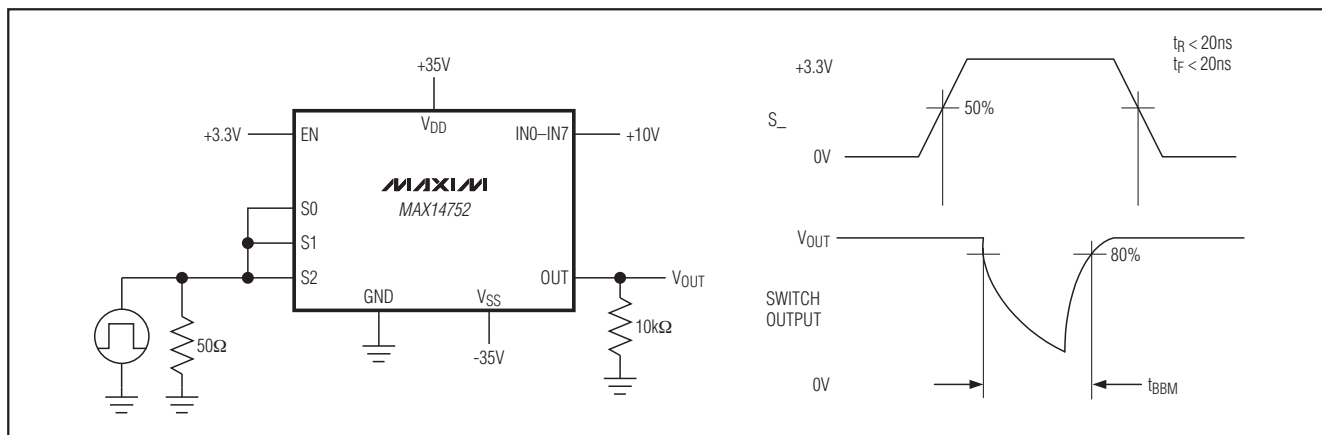 +35V
VDD
+3.3V
EN
IN0–IN7
+10V
MAXIM
MAX14752
S0
S1
S2
OUT
VOUT
GND
VSS
50Ω
-35V
10kΩ
tR < 20ns
tF < 20ns
+3.3V
50%
S_
0V
VOUT
80%
SWITCH
OUTPUT
0V
tBBM